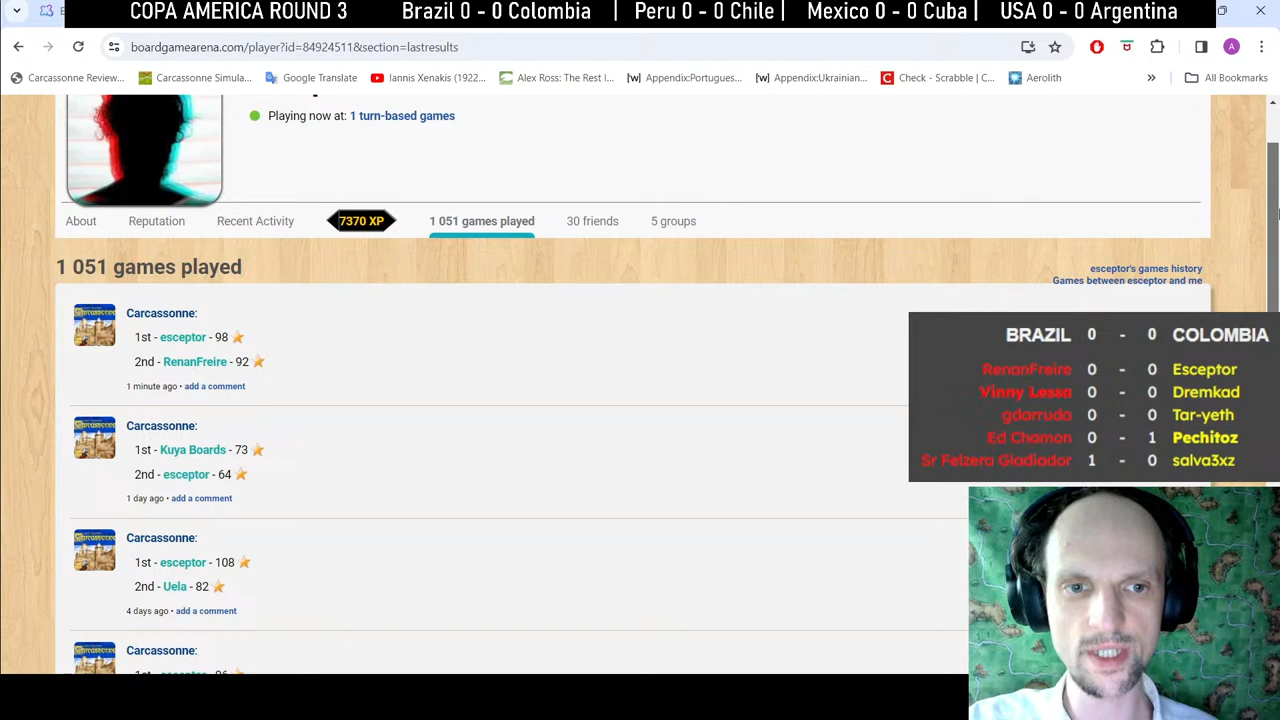 COPA AMERICA ROUND 3 Brazil 0 - 0 Colombia | Peru 0 - 0 Chile | Mexico 0 - 0 Cuba | USA 0 - 0 Argentina
boardgamearena.com/player?id=84924511&section=lastresults
Carcassonne Review... Carcassonne Simula... Google Translate Iannis Xenakis (1922... Alex Ross: The Rest I... [w] Appendix:Portugues... [w] Appendix:Ukrainian... Check - Scrabble | C... Aerolith » All Bookmarks
Playing now at: 1 turn-based games
About Reputation Recent Activity 7370 XP 1 051 games played 30 friends 5 groups
1 051 games played
esceptor's games history
Games between esceptor and me
Carcassonne:
1st - esceptor - 98
2nd - RenanFreire - 92
1 minute ago • add a comment
Carcassonne:
1st - Kuya Boards - 73
2nd - esceptor - 64
1 day ago • add a comment
Carcassonne:
1st - esceptor - 108
2nd - Uela - 82
4 days ago • add a comment
Carcassonne:
BRAZIL 0 - 0 COLOMBIA
RenanFreire 0 - 0 Esceptor
Vinny Lessa 0 - 0 Dremkad
gdarruda 0 - 0 Tar-yeth
Ed Chamon 0 - 1 Pechitoz
Sr Felzera Gladiador 1 - 0 salva3xz